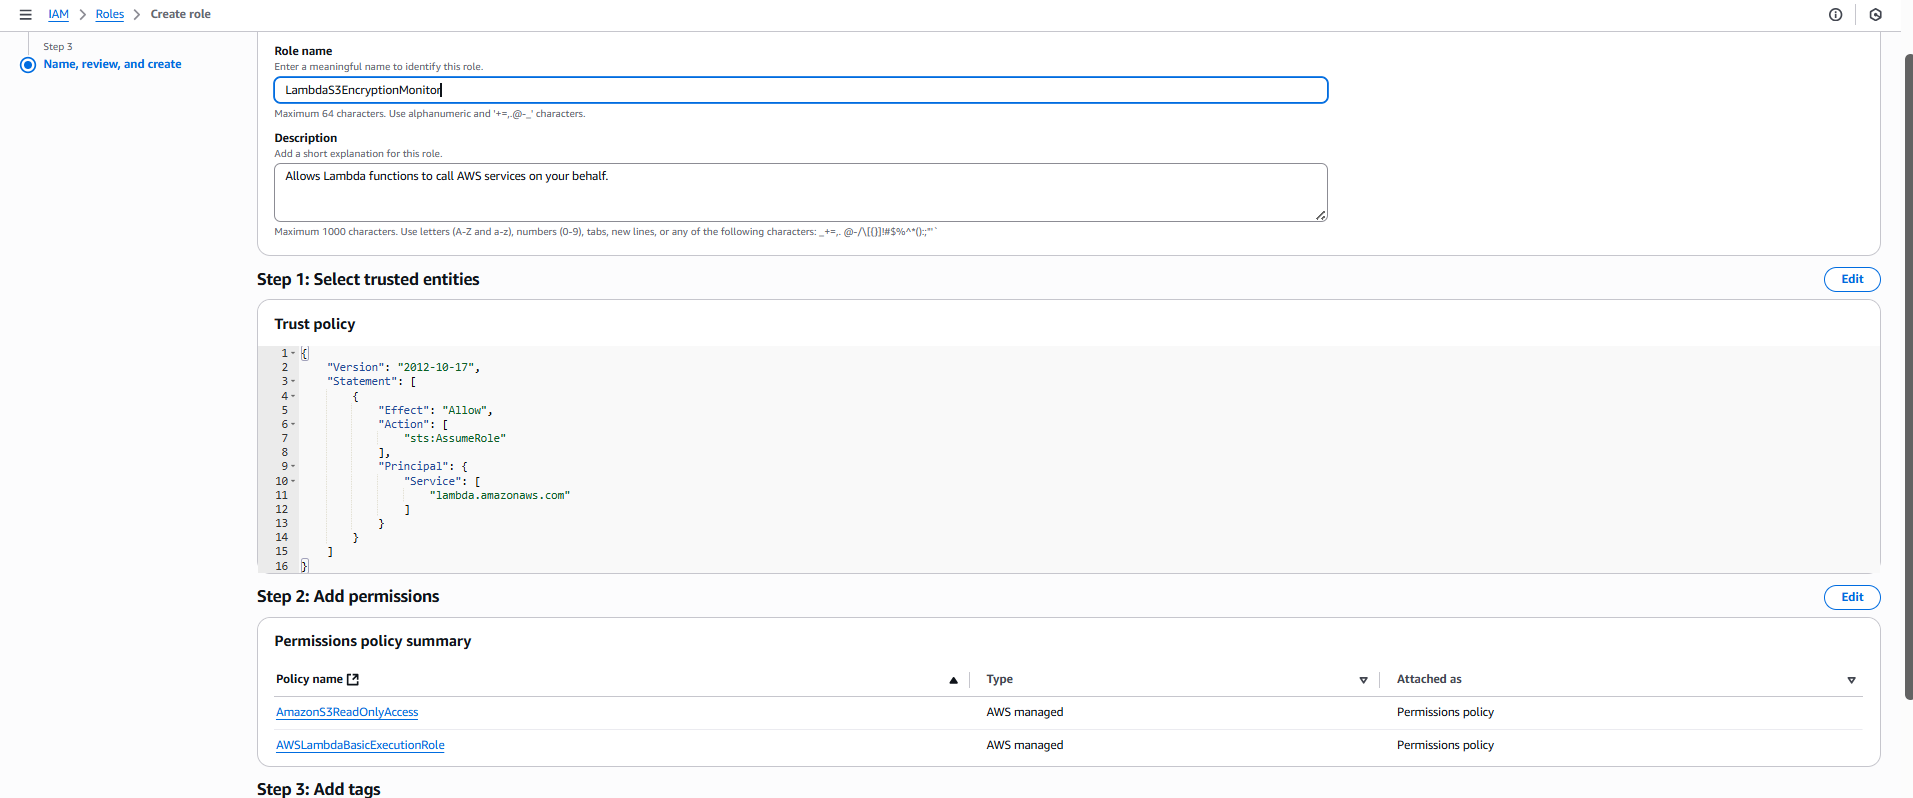 IAM > Roles > Create role
Step 3
Name, review, and create
Role name
Enter a meaningful name to identify this role.
LambdaS3EncryptionMonitor
Maximum 64 characters. Use alphanumeric and '+=,.@-_' characters.
Description
Add a short explanation for this role.
Allows Lambda functions to call AWS services on your behalf.
Maximum 1000 characters. Use letters (A-Z and a-z), numbers (0-9), tabs, new lines, or any of the following characters: _+=,. @-/\[{}]!#$%^*();:"'`
Step 1: Select trusted entities
Edit
Trust policy
1 {
2 "Version": "2012-10-17",
3 "Statement": [
4 {
5 "Effect": "Allow",
6 "Action": [
7 "sts:AssumeRole"
8 ],
9 "Principal": {
10 "Service": [
11 "lambda.amazonaws.com"
12 ]
13 }
14 }
15 ]
16 }
Step 2: Add permissions
Edit
Permissions policy summary
Policy name Type Attached as
AmazonS3ReadOnlyAccess AWS managed Permissions policy
AWSLambdaBasicExecutionRole AWS managed Permissions policy
Step 3: Add tags